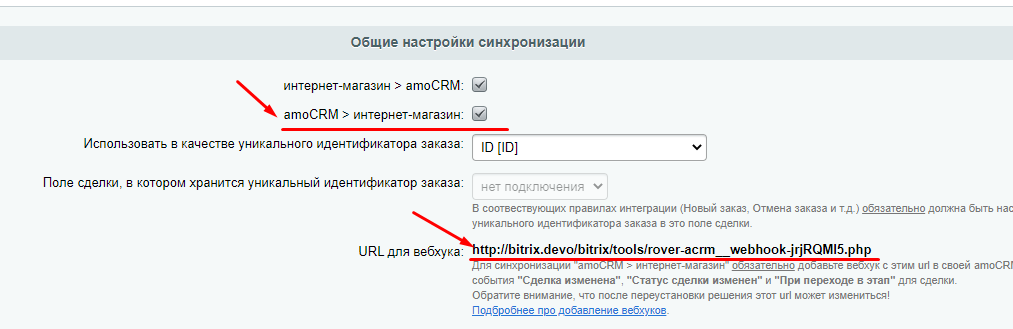 Общие настройки синхронизации
интернет-магазин > amoCRM:
amoCRM > интернет-магазин:
Использовать в качестве уникального идентификатора заказа: ID [ID]
Поле сделки, в котором хранится уникальный идентификатор заказа: нет подключения
В соотвествующих правилах интеграции (Новый заказ, Отмена заказа и т.д.) обязательно должна быть нас
уникального идентификатора заказа в это поле сделки.
URL для вебхука: http://bitrix.devo/bitrix/tools/rover-acrm__webhook-jrjRQMI5.php
Для синхронизации "amoCRM > интернет-магазин" обязательно добавьте вебхук с этим url в своей amoCRM
события "Сделка изменена", "Статус сделки изменен" и "При переходе в этап" для сделки.
Обратите внимание, что после переустановки решения этот url может измениться!
Подбробнее про добавление вебхуков.